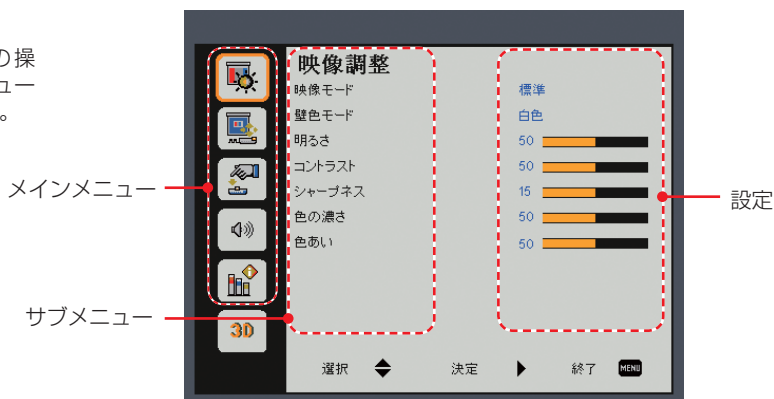 の操
ュー
。
メインメニュー
サブメニュー
映像調整
映像モード 標準
壁色モード 白色
明るさ 50
コントラスト 50
シャープネス 15
色の濃さ 50
色あい 50
3D
選択 決定 終了 MENU
設定